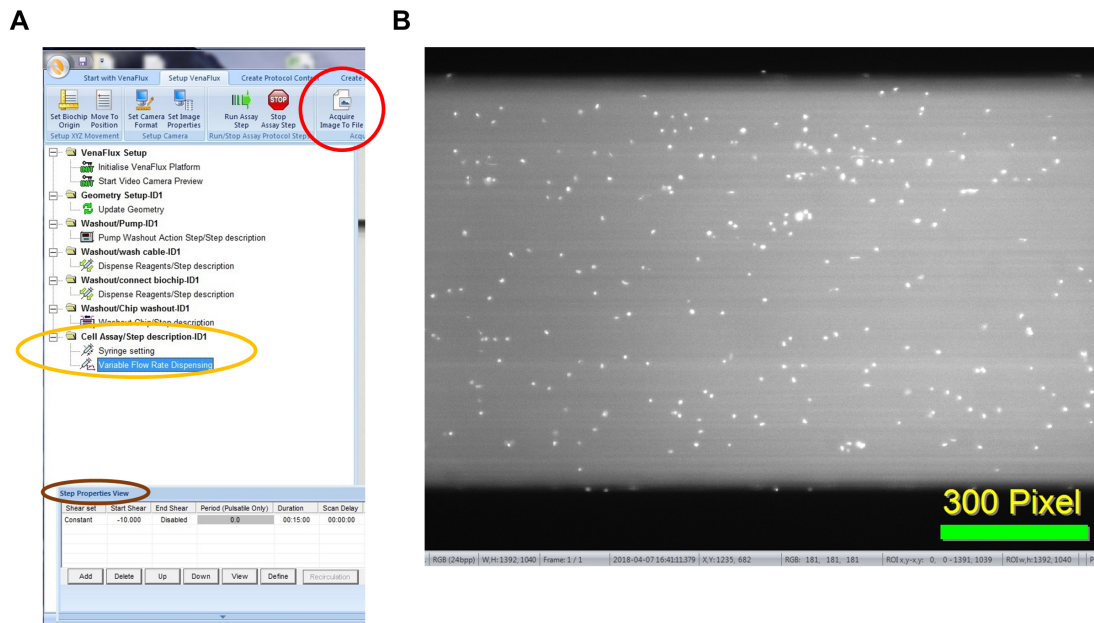 A
B
Start with VenaFlux
Setup VenaFlux
Create Protocol Contr
Create
Set Biochip Origin
Move To Position
Set Camera Format
Set Image Properties
Run Assay Step
STOP
Stop Assay Step
Acquire Image To File
Setup XYZ Movement
Setup Camera
Run/Stop Assay Protocol Step
Acq
VenaFlux Setup
Initialise VenaFlux Platform
Start Video Camera Preview
Geometry Setup-ID1
Update Geometry
Washout/Pump-ID1
Pump Washout Action Step/Step description
Washout/wash cable-ID1
Dispense Reagents/Step description
Washout/connect biochip-ID1
Dispense Reagents/Step description
Washout/Chip washout-ID1
Washout Chip/Step description
Cell Assay/Step description-ID1
Syringe setting
Variable Flow Rate Dispensing
Step Properties View
Shear set Start Shear End Shear Period (Pulsatile Only) Duration Scan Delay
Constant -10.000 Disabled 0.0 00:15:00 00:00:00
Add Delete Up Down View Define Recirculation
300 Pixel
RGB (24bpp) W,H: 1392, 1040 Frame: 1 / 1 2018-04-07 16:41:11.379 X,Y: 1235, 682 RGB: 181, 181, 181 ROI x,y-x,y: 0, 0 - 1391, 1039 ROI w,h: 1392, 1040 P